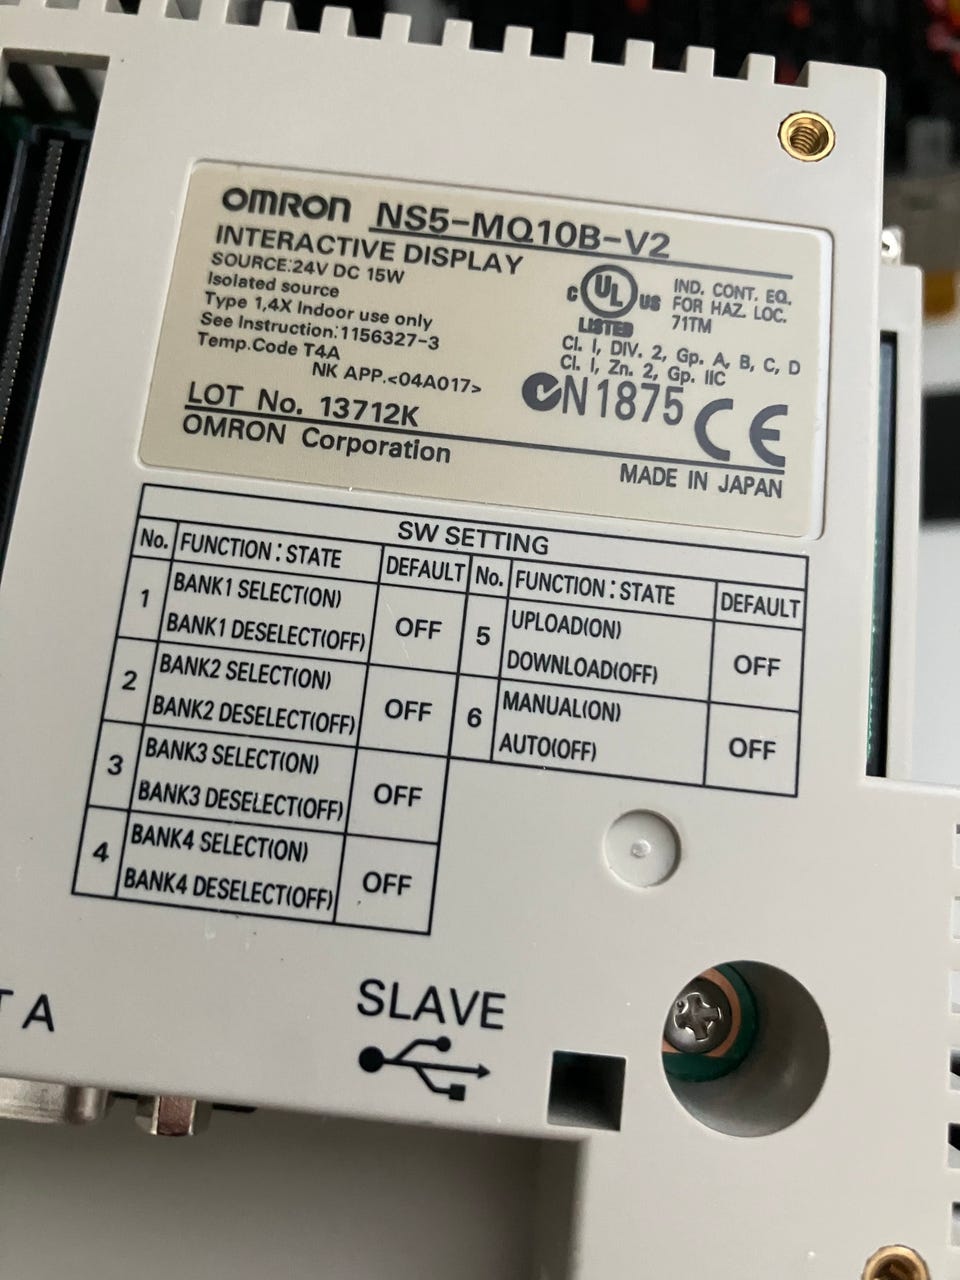 OMRON NS5-MQ10B-V2
INTERACTIVE DISPLAY
SOURCE:24V DC 15W
Isolated source
Type 1,4X Indoor use only
See Instruction:1156327-3
Temp.Code T4A
NK APP.<04A017>
LOT No. 13712K
OMRON Corporation
C UL US
LISTED
IND. CONT. EQ.
FOR HAZ. LOC.
71TM
Cl. I, DIV. 2, Gp. A, B, C, D
Cl. I, Zn. 2, Gp. IIC
N1875 CE
MADE IN JAPAN
SW SETTING
No. FUNCTION:STATE DEFAULT No. FUNCTION:STATE DEFAULT
1 BANK1 SELECT(ON)
BANK1 DESELECT(OFF) OFF
2 BANK2 SELECT(ON)
BANK2 DESELECT(OFF) OFF
3 BANK3 SELECT(ON)
BANK3 DESELECT(OFF) OFF
4 BANK4 SELECT(ON)
BANK4 DESELECT(OFF) OFF
5 UPLOAD(ON)
DOWNLOAD(OFF) OFF
6 MANUAL(ON)
AUTO(OFF) OFF
T A
SLAVE